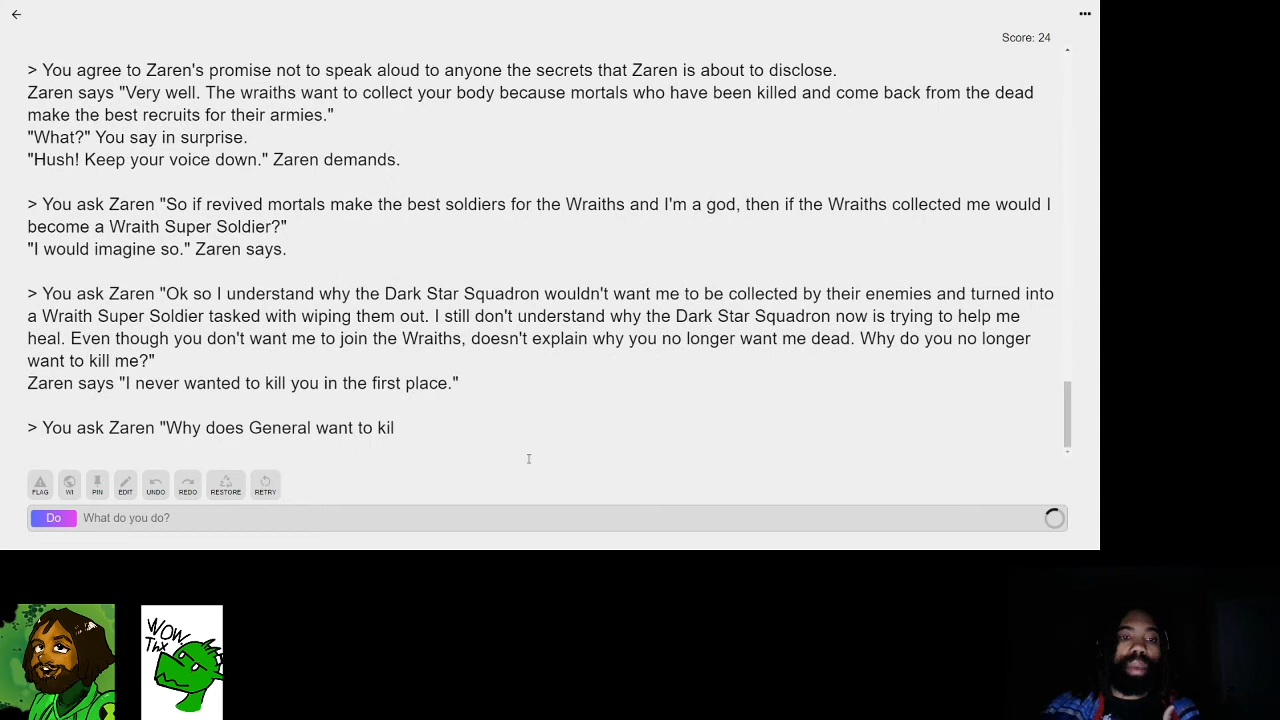 Score: 24
> You agree to Zaren's promise not to speak aloud to anyone the secrets that Zaren is about to disclose.
Zaren says "Very well. The wraiths want to collect your body because mortals who have been killed and come back from the dead
make the best recruits for their armies."
"What?" You say in surprise.
"Hush! Keep your voice down." Zaren demands.
> You ask Zaren "So if revived mortals make the best soldiers for the Wraiths and I'm a god, then if the Wraiths collected me would I
become a Wraith Super Soldier?"
"I would imagine so." Zaren says.
> You ask Zaren "Ok so I understand why the Dark Star Squadron wouldn't want me to be collected by their enemies and turned into
a Wraith Super Soldier tasked with wiping them out. I still don't understand why the Dark Star Squadron now is trying to help me
heal. Even though you don't want me to join the Wraiths, doesn't explain why you no longer want me dead. Why do you no longer
want to kill me?"
Zaren says "I never wanted to kill you in the first place."
> You ask Zaren "Why does General want to kil
FLAG WI PIN EDIT UNDO REDO RESTORE RETRY
Do What do you do?
WOW
Thx